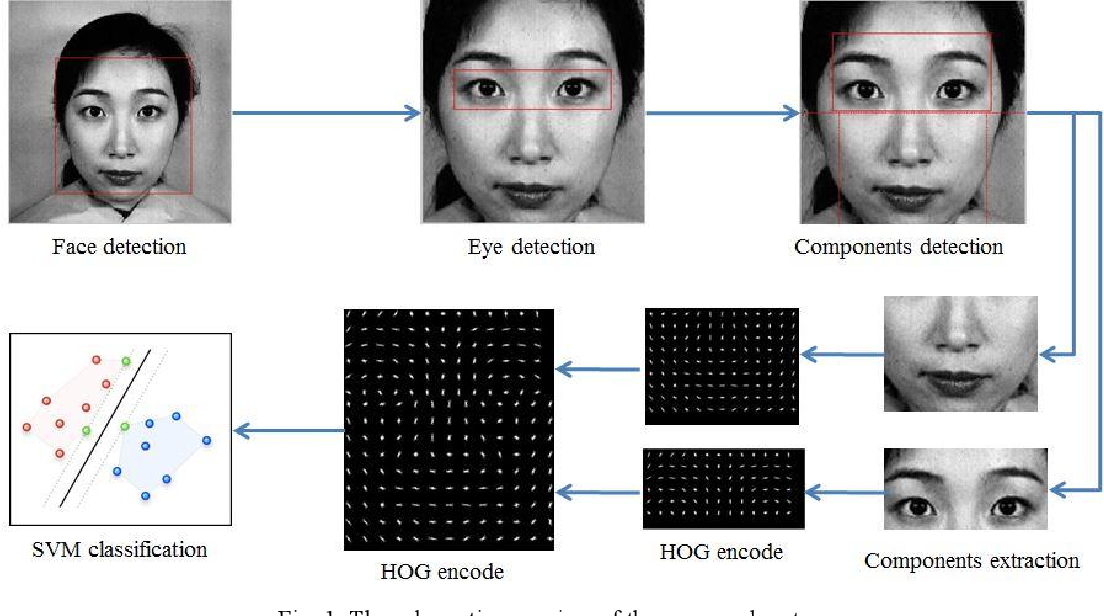 Face detection
Eye detection
Components detection
SVM classification
HOG encode
HOG encode
Components extraction